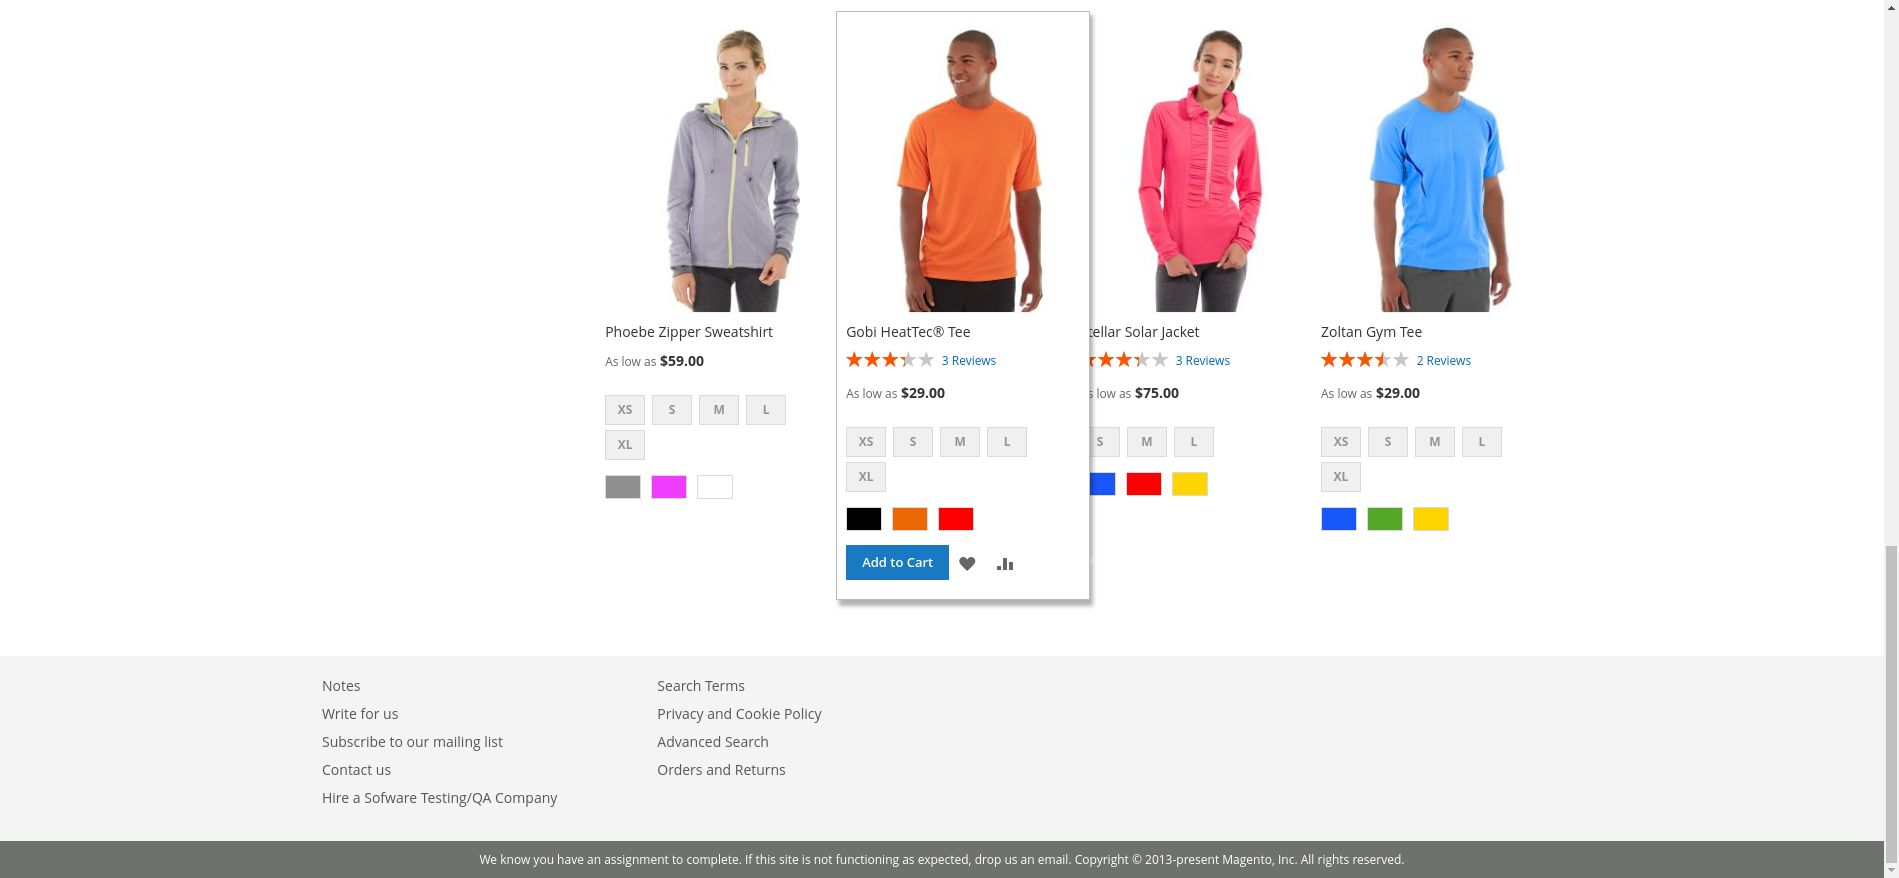 Phoebe Zipper Sweatshirt
As low as $59.00
XS S M L
XL
Gobi HeatTec® Tee
3 Reviews
As low as $29.00
XS S M L
XL
Add to Cart
tellar Solar Jacket
3 Reviews
s low as $75.00
S M L
Zoltan Gym Tee
2 Reviews
As low as $29.00
XS S M L
XL
Notes
Write for us
Subscribe to our mailing list
Contact us
Hire a Sofware Testing/QA Company
Search Terms
Privacy and Cookie Policy
Advanced Search
Orders and Returns
We know you have an assignment to complete. If this site is not functioning as expected, drop us an email. Copyright © 2013-present Magento, Inc. All rights reserved.